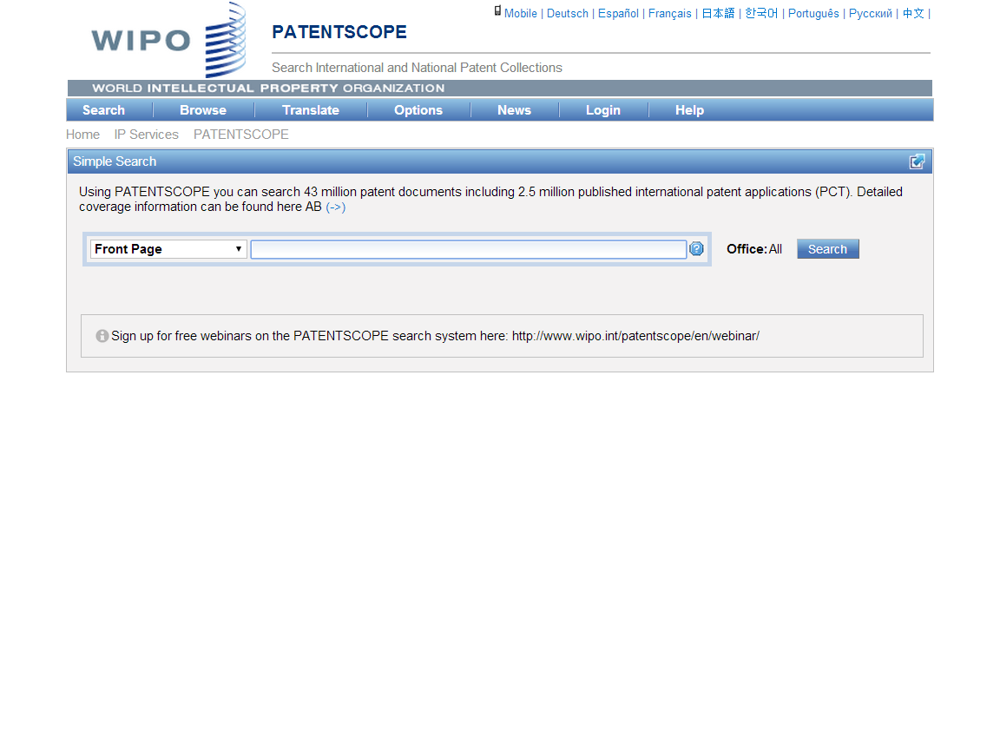 WIPO
Mobile | Deutsch | Español | Français | 日本語 | 한국어 | Português | Русский | 中文 |
PATENTSCOPE
Search International and National Patent Collections
WORLD INTELLECTUAL PROPERTY ORGANIZATION
Search Browse Translate Options News Login Help
Home IP Services PATENTSCOPE
Simple Search
Using PATENTSCOPE you can search 43 million patent documents including 2.5 million published international patent applications (PCT). Detailed
coverage information can be found here AB (->)
Front Page ? Office: All Search
Sign up for free webinars on the PATENTSCOPE search system here: http://www.wipo.int/patentscope/en/webinar/